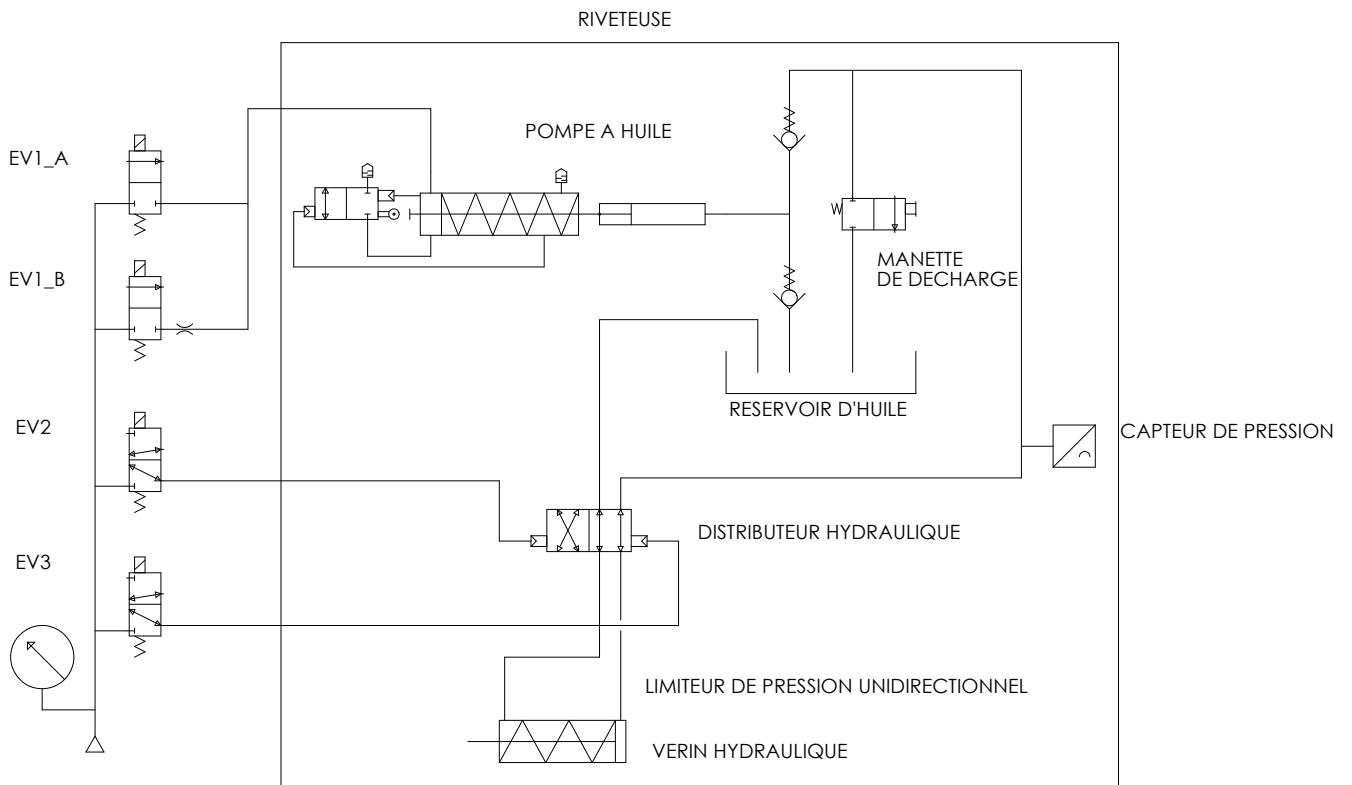 RIVETEUSE
POMPE A HUILE
EV1_A
EV1_B
MANETTE
DE DECHARGE
RESERVOIR D'HUILE
EV2
CAPTEUR DE PRESSION
DISTRIBUTEUR HYDRAULIQUE
EV3
LIMITEUR DE PRESSION UNIDIRECTIONNEL
VERIN HYDRAULIQUE